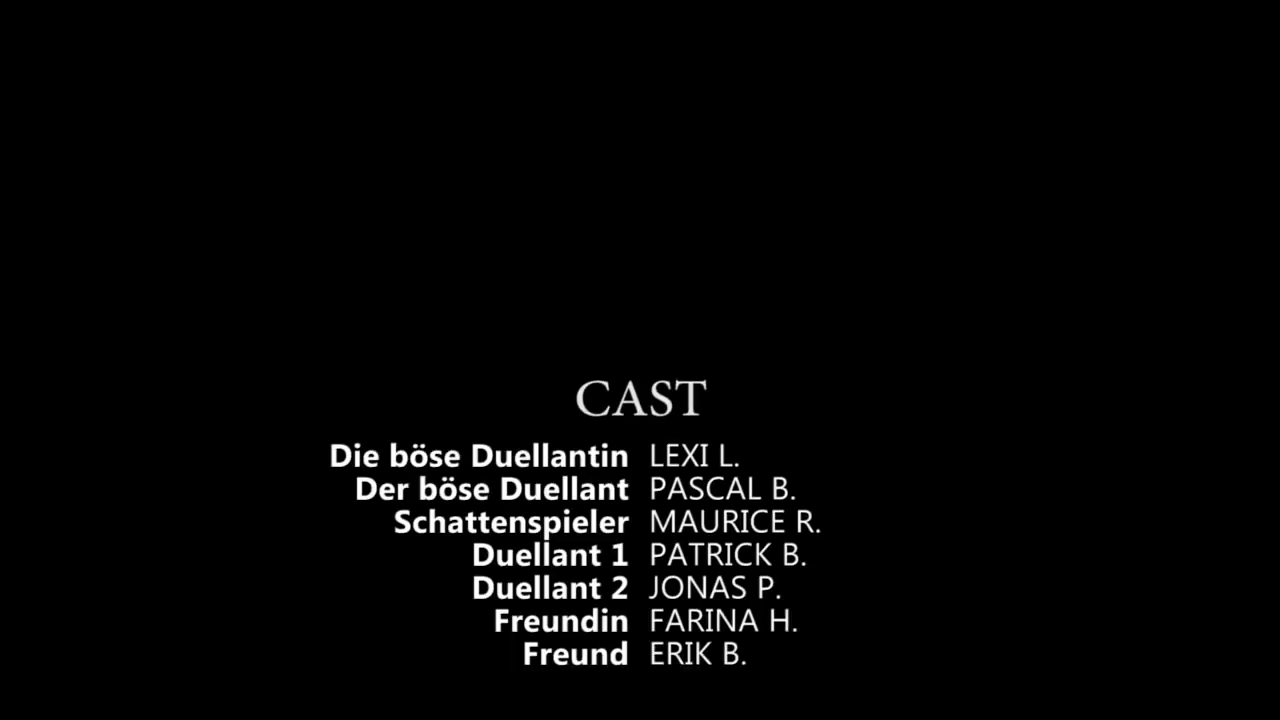 CAST
Die böse Duellantin LEXI L.
Der böse Duellant PASCAL B.
Schattenspieler MAURICE R.
Duellant 1 PATRICK B.
Duellant 2 JONAS P.
Freundin FARINA H.
Freund ERIK B.